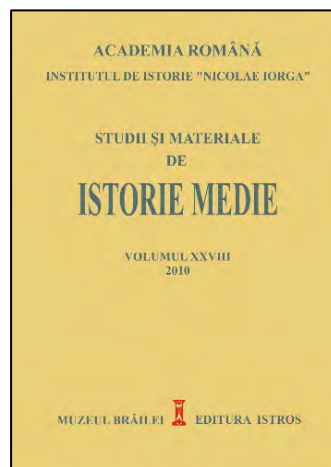 ACADEMIA ROMÂNĂ
INSTITUTUL DE ISTORIE "NICOLAE IORGA"
STUDII ŞI MATERIALE
DE
ISTORIE MEDIE
VOLUMUL XXVIII
2010
MUZEUL BRĂILEI EDITURA ISTROS